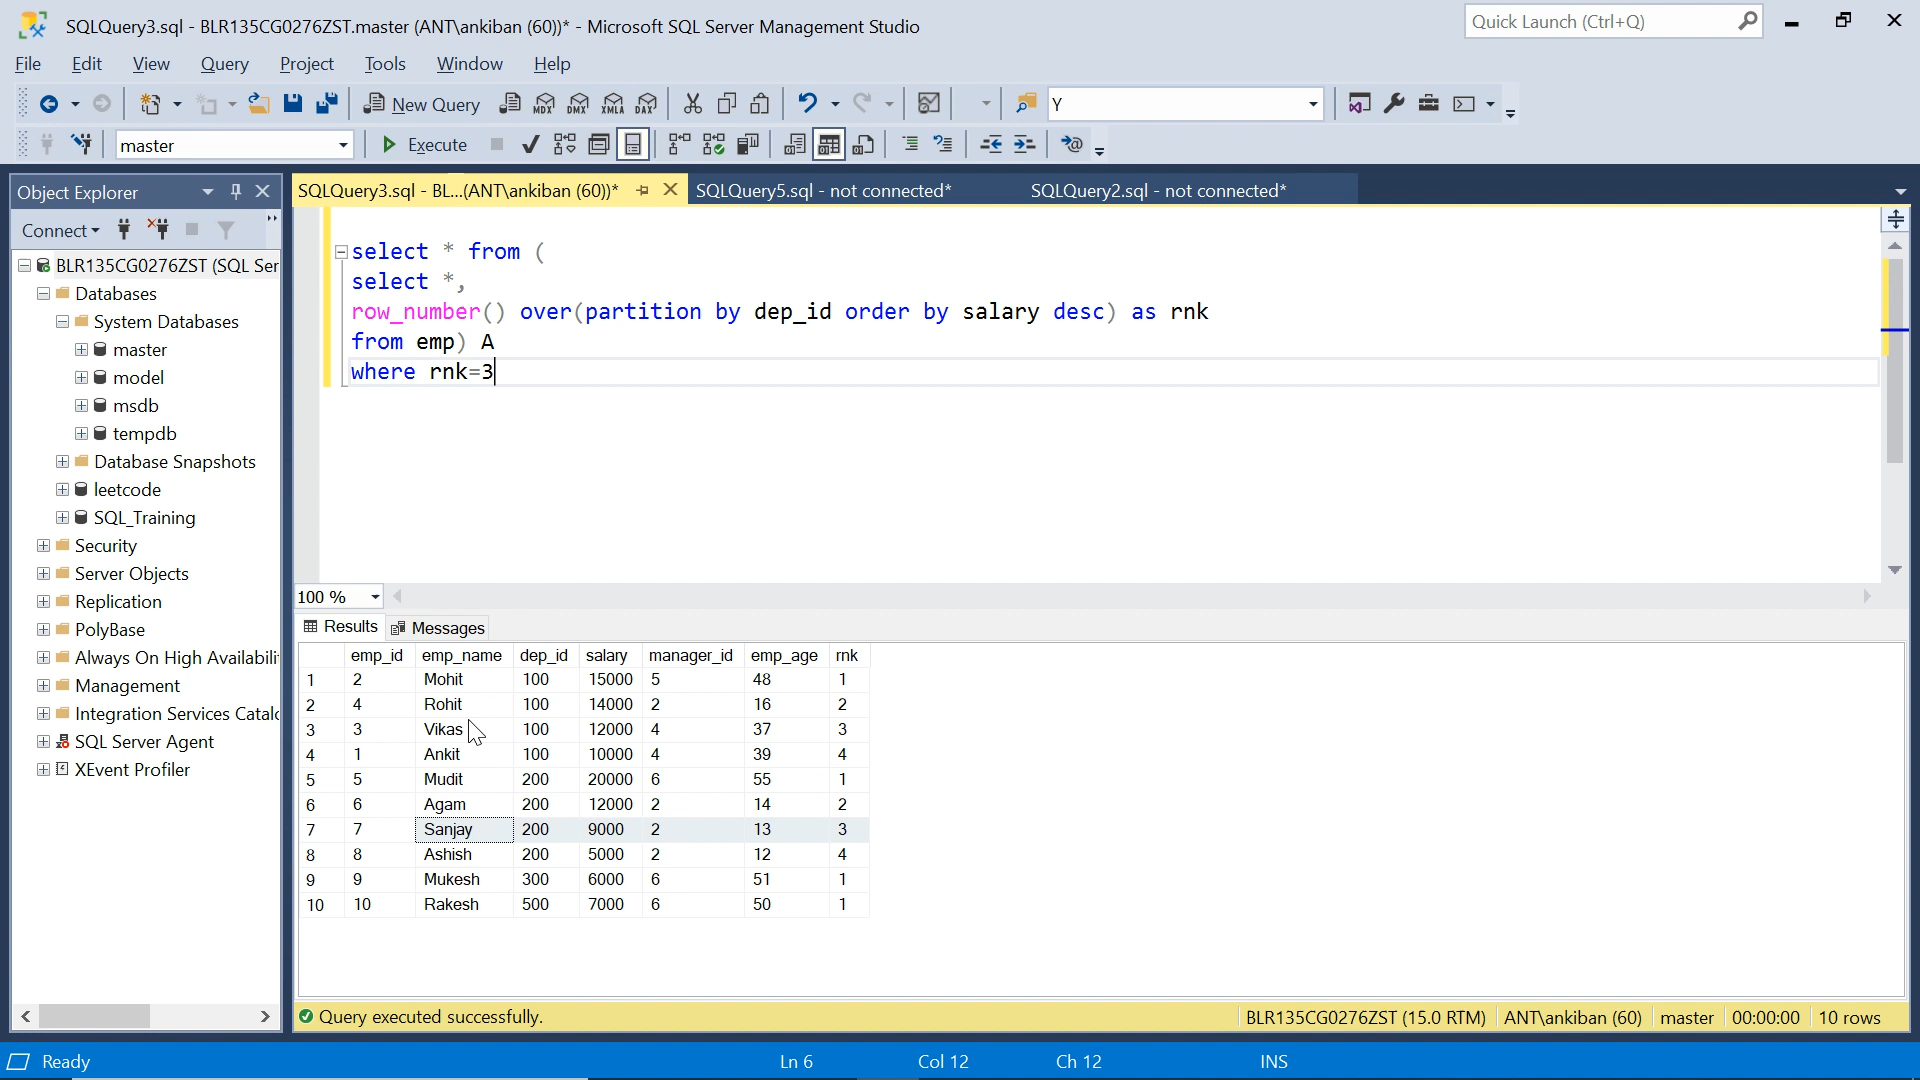 SQLQuery3.sql - BLR135CG0276ZST.master (ANT\ankiban (60))* - Microsoft SQL Server Management Studio
Quick Launch (Ctrl+Q)
File Edit View Query Project Tools Window Help
New Query MDX DMX XMLA DAX Y
master Execute
Object Explorer
SQLQuery3.sql - BL...(ANT\ankiban (60))* SQLQuery5.sql - not connected* SQLQuery2.sql - not connected*
Connect
BLR135CG0276ZST (SQL Ser
Databases
System Databases
master
model
msdb
tempdb
Database Snapshots
leetcode
SQL_Training
Security
Server Objects
Replication
PolyBase
Always On High Availabili
Management
Integration Services Catalo
SQL Server Agent
XEvent Profiler
select * from (
select *,
row_number() over(partition by dep_id order by salary desc) as rnk
from emp) A
where rnk=3
100 %
Results Messages
emp_id emp_name dep_id salary manager_id emp_age rnk
1 2 Mohit 100 15000 5 48 1
2 4 Rohit 100 14000 2 16 2
3 3 Vikas 100 12000 4 37 3
4 1 Ankit 100 10000 4 39 4
5 5 Mudit 200 20000 6 55 1
6 6 Agam 200 12000 2 14 2
7 7 Sanjay 200 9000 2 13 3
8 8 Ashish 200 5000 2 12 4
9 9 Mukesh 300 6000 6 51 1
10 10 Rakesh 500 7000 6 50 1
Query executed successfully. BLR135CG0276ZST (15.0 RTM) ANT\ankiban (60) master 00:00:00 10 rows
Ready Ln 6 Col 12 Ch 12 INS